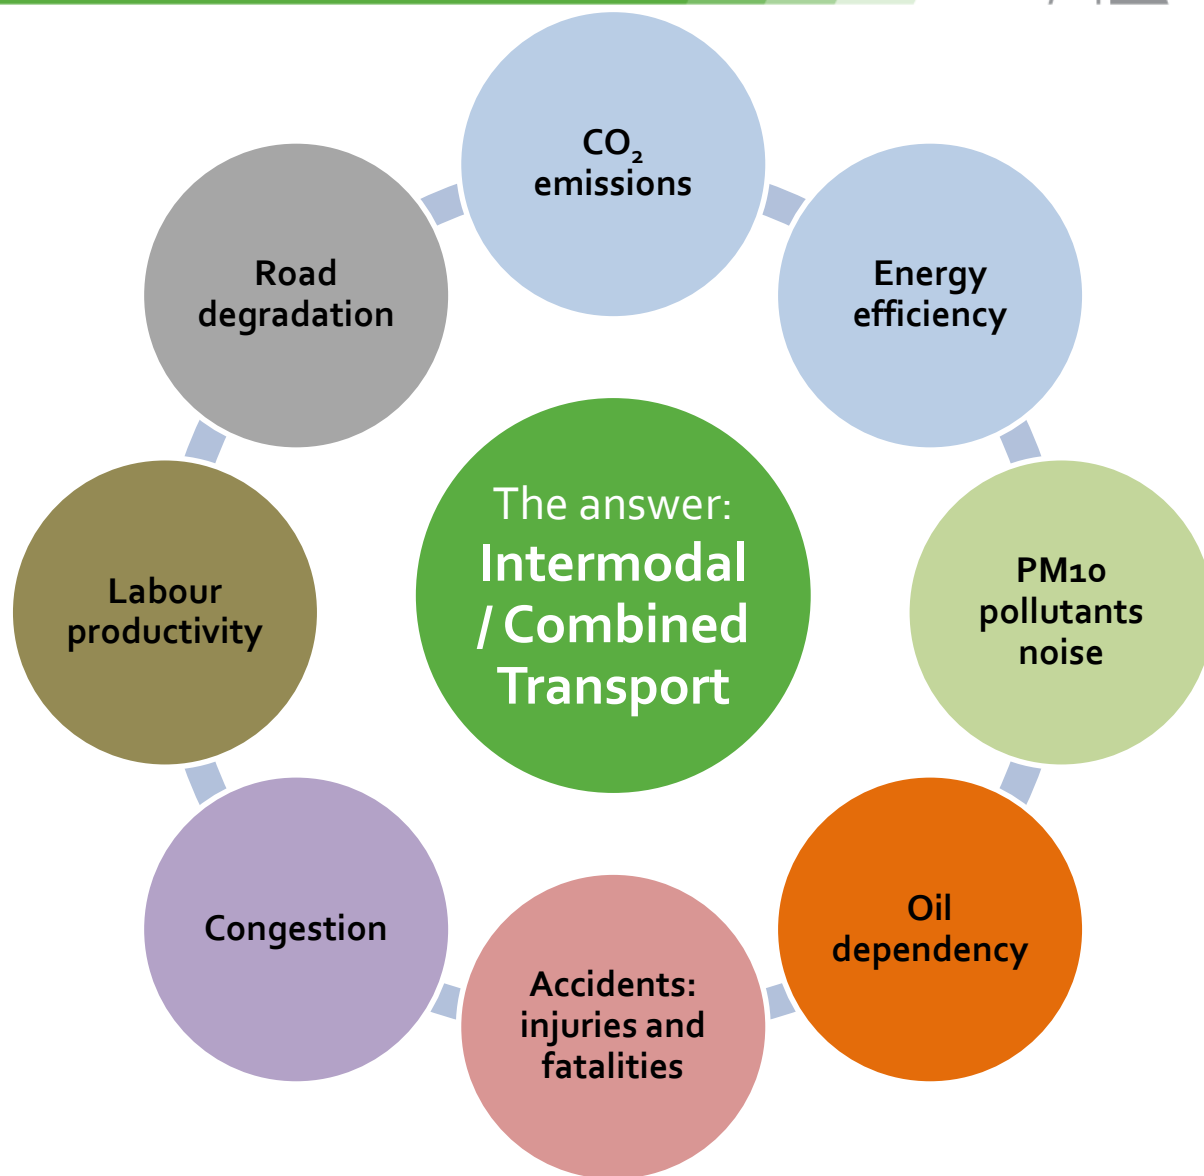 CO₂
emissions
Energy
efficiency
PM10
pollutants
noise
Oil
dependency
Accidents:
injuries and
fatalities
Congestion
Labour
productivity
Road
degradation
The answer:
Intermodal
/ Combined
Transport